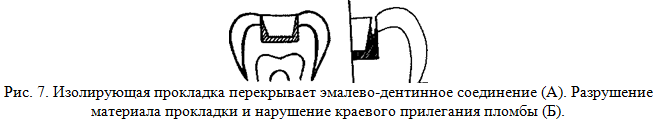 Рис. 7. Изолирующая прокладка перекрывает эмалево-дентинное соединение (А). Разрушение
материала прокладки и нарушение краевого прилегания пломбы (Б).